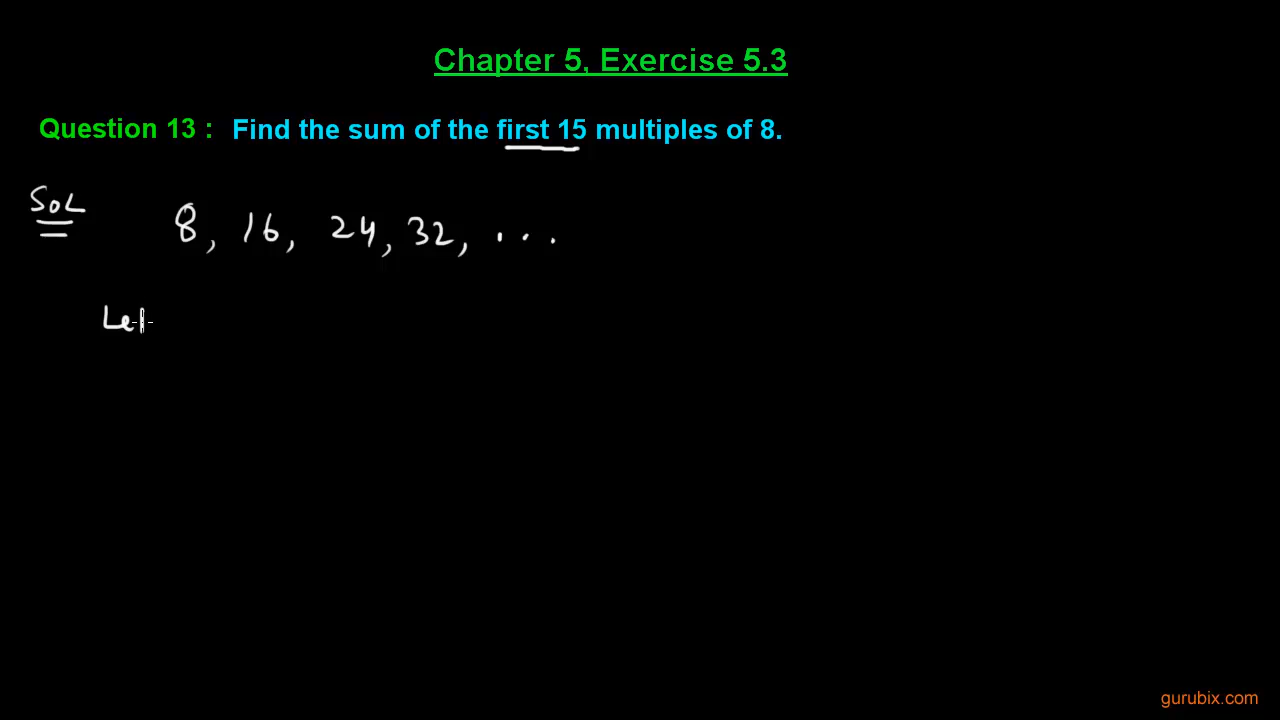 Chapter 5, Exercise 5.3
Question 13 : Find the sum of the first 15 multiples of 8.
SOL 8, 16, 24, 32, ...
Let
gurubix.com